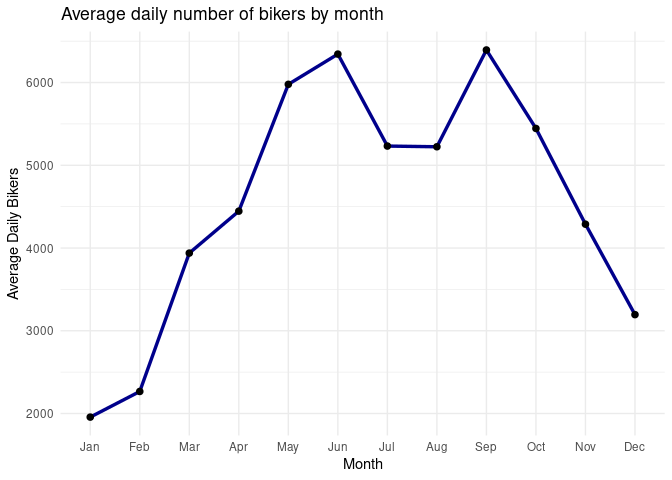 Average daily number of bikers by month
Average Daily Bikers
6000
5000
4000
3000
2000
Jan Feb Mar Apr May Jun Jul Aug Sep Oct Nov Dec
Month